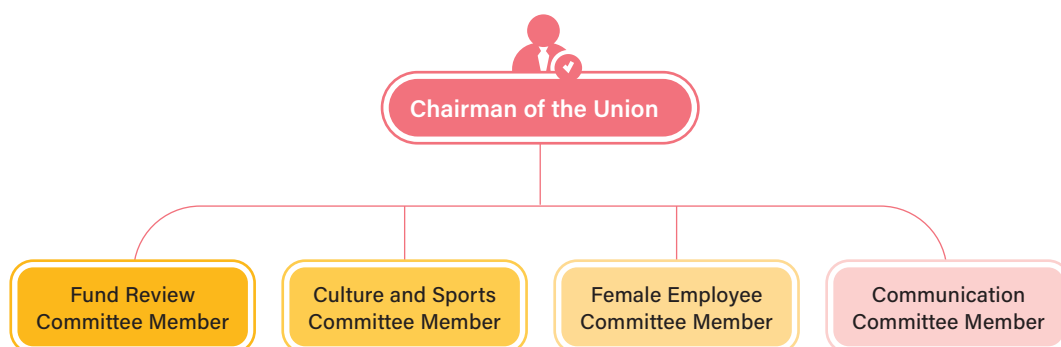 Chairman of the Union
Fund Review
Committee Member
Culture and Sports
Committee Member
Female Employee
Committee Member
Communication
Committee Member